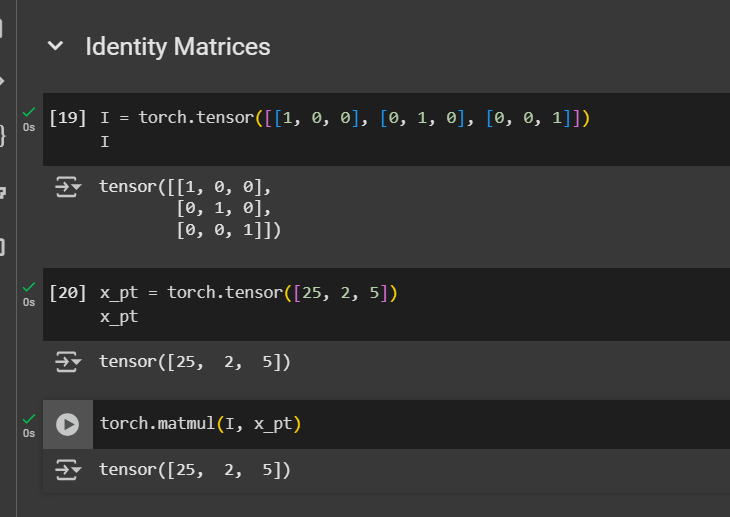 Identity Matrices
[19] I = torch.tensor([[1, 0, 0], [0, 1, 0], [0, 0, 1]])
I
0s
tensor([[1, 0, 0],
[0, 1, 0],
[0, 0, 1]])
[20] x_pt = torch.tensor([25, 2, 5])
x_pt
0s
tensor([25, 2, 5])
torch.matmul(I, x_pt)
0s
tensor([25, 2, 5])